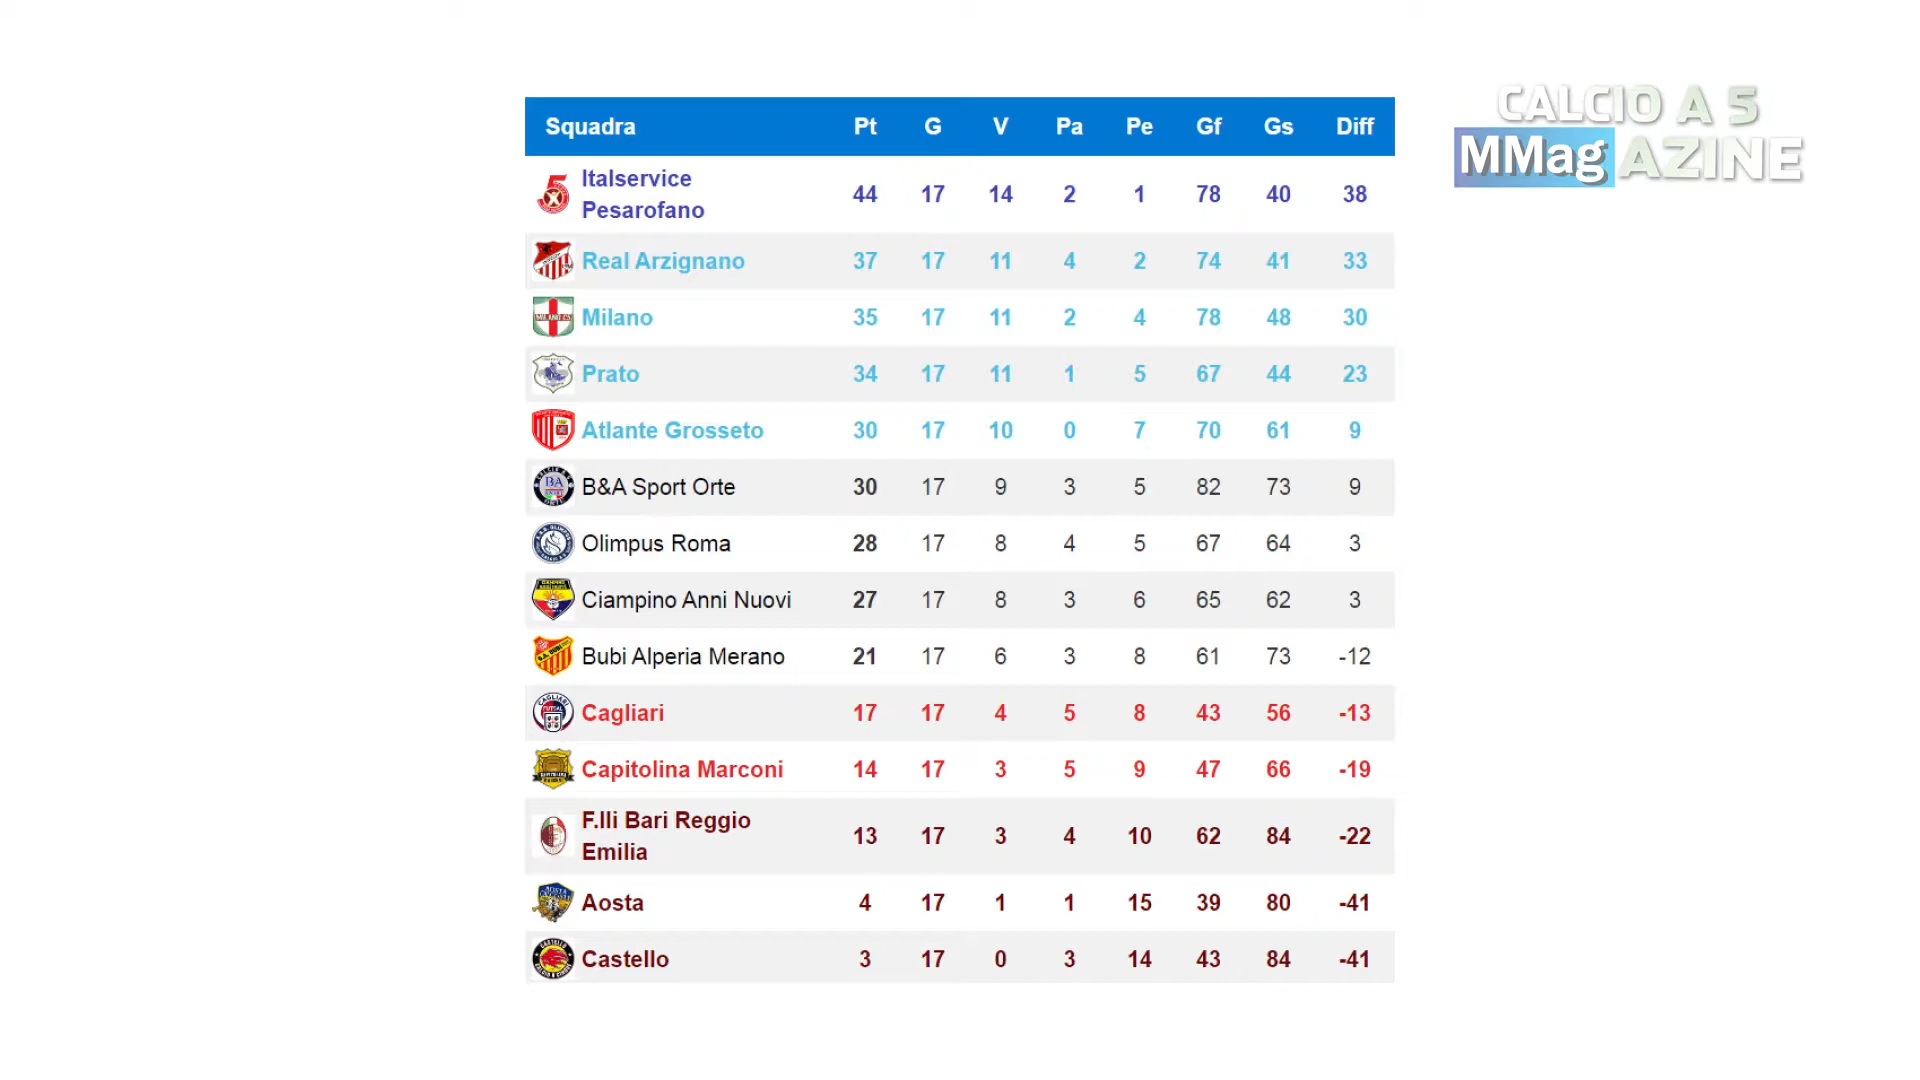 CALCIO A 5
MMagAZINE
Squadra Pt G V Pa Pe Gf Gs Diff
Italservice
Pesarofano 44 17 14 2 1 78 40 38
Real Arzignano 37 17 11 4 2 74 41 33
Milano 35 17 11 2 4 78 48 30
Prato 34 17 11 1 5 67 44 23
Atlante Grosseto 30 17 10 0 7 70 61 9
B&A Sport Orte 30 17 9 3 5 82 73 9
Olimpus Roma 28 17 8 4 5 67 64 3
Ciampino Anni Nuovi 27 17 8 3 6 65 62 3
Bubi Alperia Merano 21 17 6 3 8 61 73 -12
Cagliari 17 17 4 5 8 43 56 -13
Capitolina Marconi 14 17 3 5 9 47 66 -19
F.lli Bari Reggio
Emilia 13 17 3 4 10 62 84 -22
Aosta 4 17 1 1 15 39 80 -41
Castello 3 17 0 3 14 43 84 -41